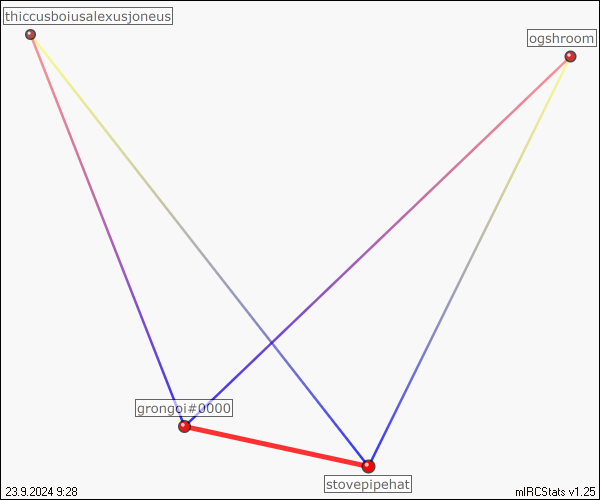 thiccusboiusalexusjoneus
ogshroom
grongoi#0000
stovepipehat
23.9.2024 9:28
mIRCStats v1.25